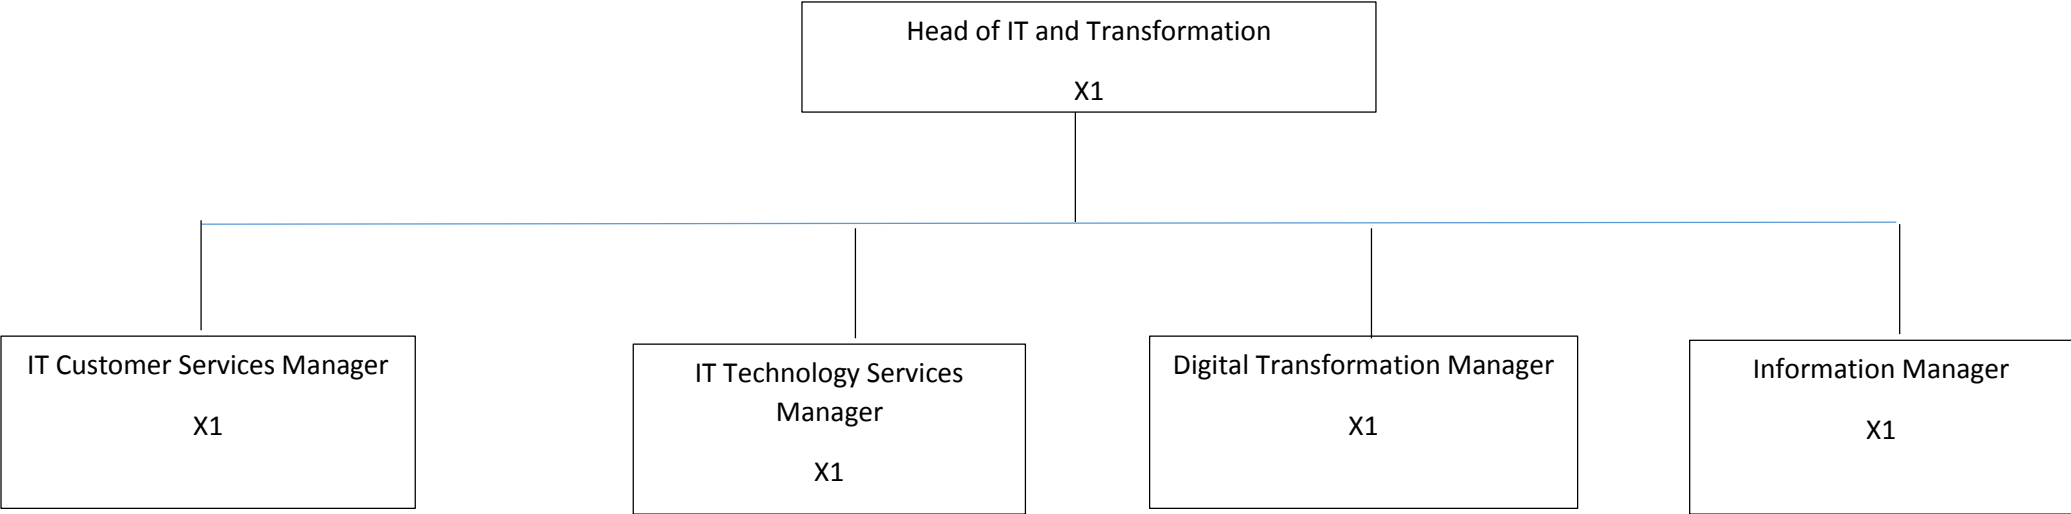 Head of IT and Transformation
X1
IT Customer Services Manager
X1
IT Technology Services
Manager
X1
Digital Transformation Manager
X1
Information Manager
X1